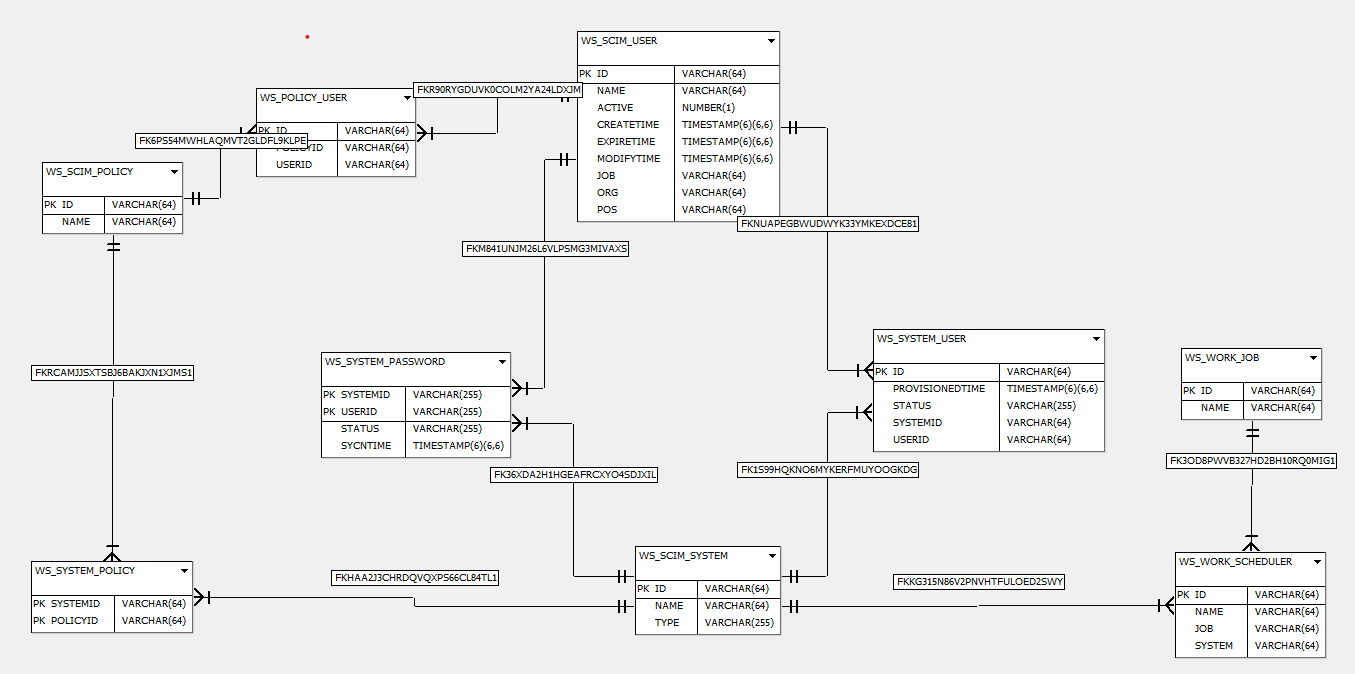 WS_SCIM_USER
PK ID VARCHAR(64)
NAME VARCHAR(64)
ACTIVE NUMBER(1)
CREATETIME TIMESTAMP(6)(6,6)
EXPIRETIME TIMESTAMP(6)(6,6)
MODIFYTIME TIMESTAMP(6)(6,6)
JOB VARCHAR(64)
ORG VARCHAR(64)
POS VARCHAR(64)
FKR90RYGDUVK0COLM2YA24LDXJM
WS_POLICY_USER
PK ID VARCHAR(64)
POLICYID VARCHAR(64)
USERID VARCHAR(64)
FK6PS54MWHLAQMVT2GLDFL9KLPE
WS_SCIM_POLICY
PK ID VARCHAR(64)
NAME VARCHAR(64)
FKNUAPEGBWUDWYK33YMKEXDCE81
FKM841UNJM26L6VLPSMG3MIVAXS
FKRCAMJJSXTSBJ6BAKJXN1XJMS1
WS_SYSTEM_PASSWORD
PK SYSTEMID VARCHAR(255)
PK USERID VARCHAR(255)
STATUS VARCHAR(255)
SYCNTIME TIMESTAMP(6)(6,6)
WS_SYSTEM_USER
PK ID VARCHAR(64)
PROVISIONEDTIME TIMESTAMP(6)(6,6)
STATUS VARCHAR(255)
SYSTEMID VARCHAR(64)
USERID VARCHAR(64)
WS_WORK_JOB
PK ID VARCHAR(64)
NAME VARCHAR(64)
FK36XDA2H1HGEAFRCXYO4SDJXIL
FK1S99HQKNO6MYKERFMUYOOGKDG
FK3OD8PWVB327HD2BH10RQ0MIG1
WS_SYSTEM_POLICY
PK SYSTEMID VARCHAR(64)
PK POLICYID VARCHAR(64)
FKHAA2J3CHRDQVQXPS66CL84TL1
WS_SCIM_SYSTEM
PK ID VARCHAR(64)
NAME VARCHAR(64)
TYPE VARCHAR(255)
FKKG315N86V2PNVHTFULOED2SWY
WS_WORK_SCHEDULER
PK ID VARCHAR(64)
NAME VARCHAR(64)
JOB VARCHAR(64)
SYSTEM VARCHAR(64)